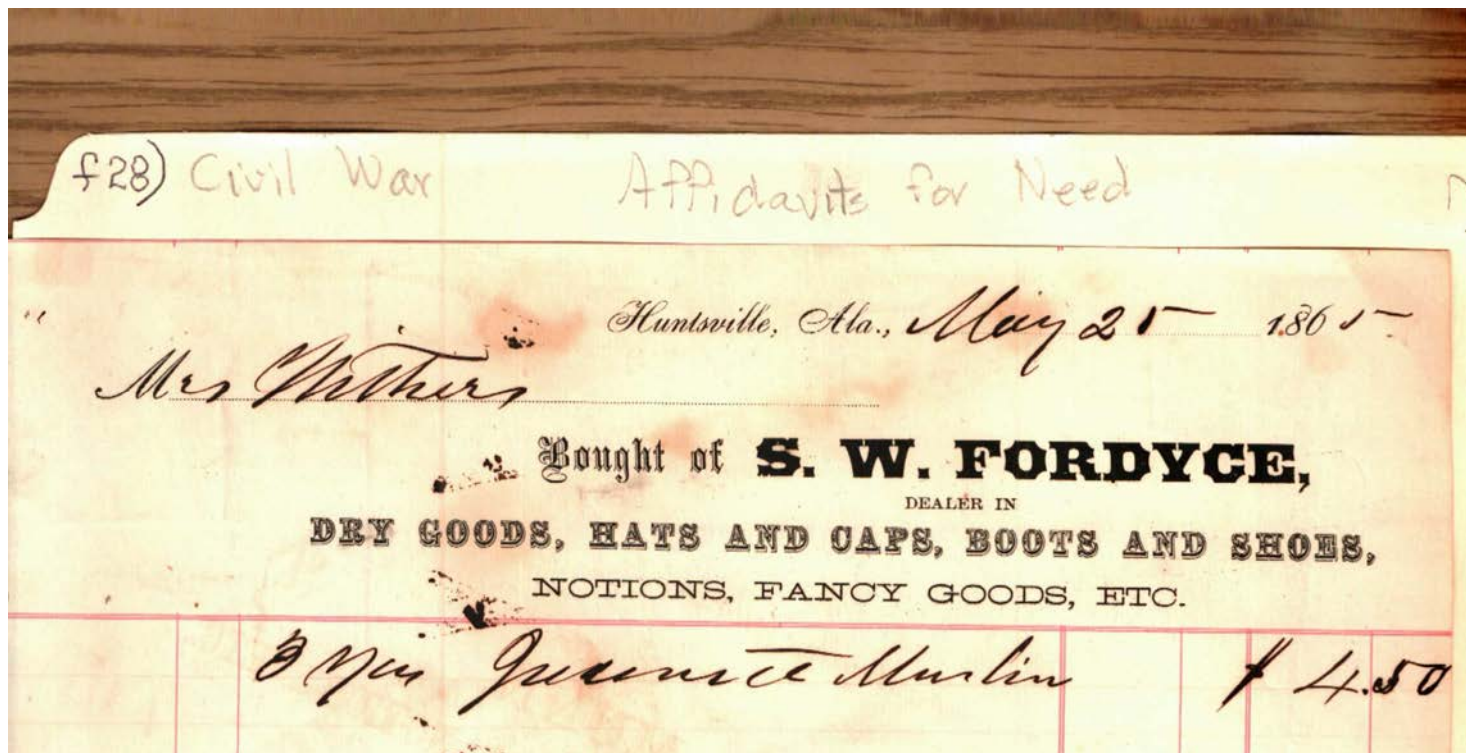 f28) Civil War Affidavits for Need
Huntsville, Ala., May 25 1865
Mrs Withers
Bought of S. W. FORDYCE,
DEALER IN
DRY GOODS, HATS AND CAPS, BOOTS AND SHOES,
NOTIONS, FANCY GOODS, ETC.
3 Muslin $ 4.50